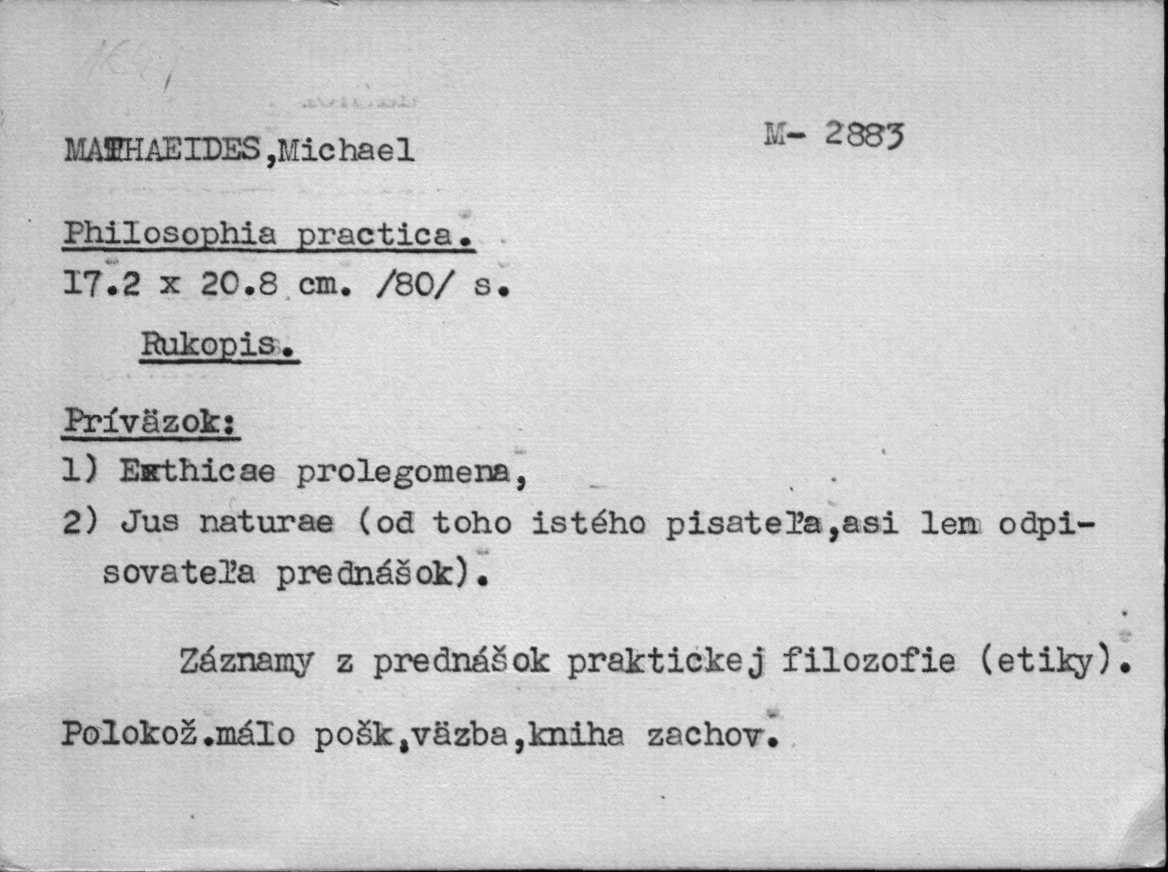 MATHAEIDES,Michael
M- 2883
Philosophia practica.
17.2 x 20.8 cm. /80/ s.
Rukopis.
Príväzok:
1) Exthicae prolegomena,
2) Jus naturae (od toho istého pisateľa,asi len odpi-
sovateľa prednášok).
Záznamy z prednášok praktickej filozofie (etiky).
Polokož.málo pošk,väzba,kniha zachov.